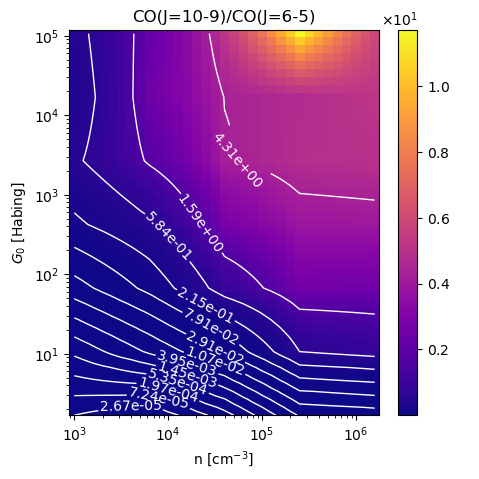 CO(J=10-9)/CO(J=6-5)
×10¹
10⁵
10⁴
10³
10²
10¹
G₀ [Habing]
4.31e+00
1.59e+00
5.84e-01
2.15e-01
7.91e-02
2.91e-02
1.07e-02
3.95e-03
1.45e-03
5.35e-04
1.97e-04
7.24e-05
2.67e-05
1.0
0.8
0.6
0.4
0.2
10³
10⁴
10⁵
10⁶
n [cm⁻³]